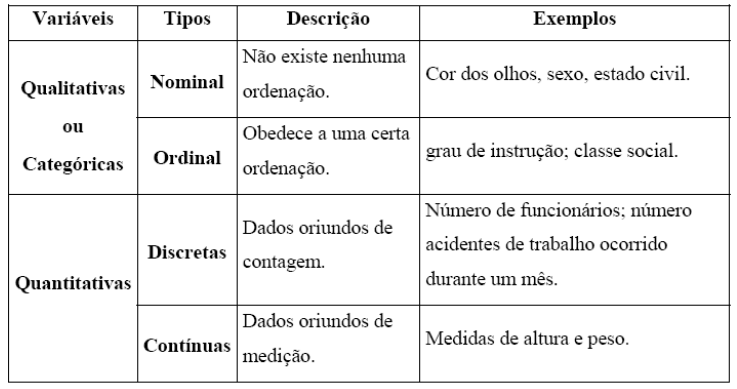 Variáveis Tipos Descrição Exemplos
Qualitativas
ou
Categóricas
Nominal
Não existe nenhuma
ordenação.
Cor dos olhos, sexo, estado civil.
Ordinal
Obedece a uma certa
ordenação.
grau de instrução; classe social.
Quantitativas
Discretas
Dados oriundos de
contagem.
Número de funcionários; número
acidentes de trabalho ocorrido
durante um mês.
Contínuas
Dados oriundos de
medição.
Medidas de altura e peso.